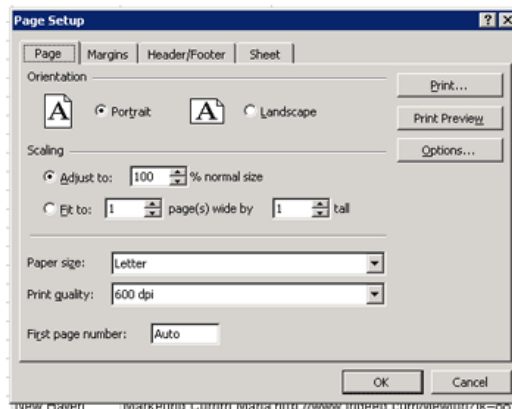 Page Setup
Page Margins Header/Footer Sheet
Orientation
A Portrait A Landscape
Print...
Print Preview
Scaling
Options...
Adjust to: 100 % normal size
Fit to: 1 page(s) wide by 1 tall
Paper size: Letter
Print quality: 600 dpi
First page number: Auto
OK Cancel
New Haven